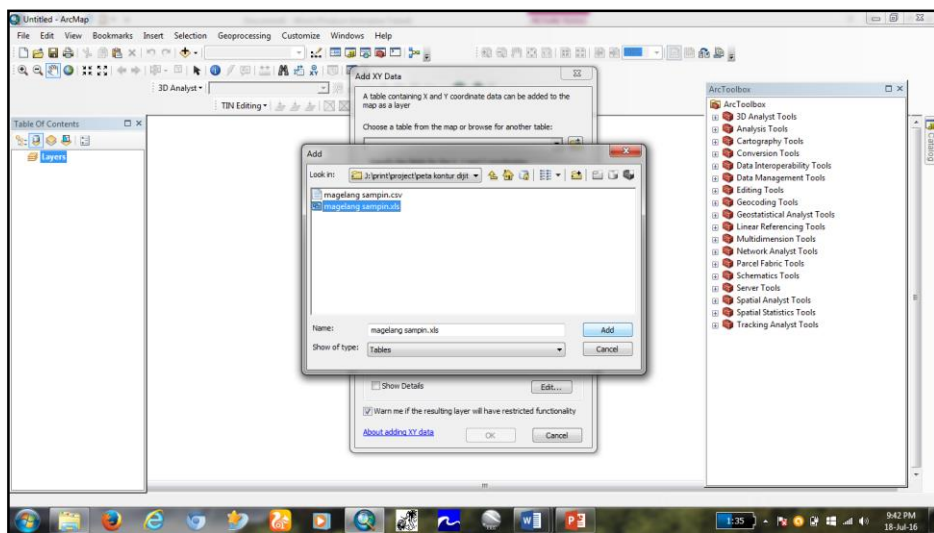 Untitled - ArcMap
File Edit View Bookmarks Insert Selection Geoprocessing Customize Windows Help
3D Analyst
TIN Editing
Table Of Contents
Layers
Add XY Data
A table containing X and Y coordinate data can be added to the
map as a layer
Choose a table from the map or browse for another table:
Add
Look in: J:\print\project\peta kontur dijit
magelang sampin.csv
magelang sampin.xls
Name: magelang sampin.xls
Add
Show of type: Tables
Cancel
Show Details
Edit...
Warn me if the resulting layer will have restricted functionality
About adding XY data
OK
Cancel
ArcToolbox
ArcToolbox
3D Analyst Tools
Analysis Tools
Cartography Tools
Conversion Tools
Data Interoperability Tools
Data Management Tools
Editing Tools
Geocoding Tools
Geostatistical Analyst Tools
Linear Referencing Tools
Multidimension Tools
Network Analyst Tools
Parcel Fabric Tools
Schematics Tools
Server Tools
Spatial Analyst Tools
Spatial Statistics Tools
Tracking Analyst Tools
Catalog
1:35
9:42 PM
18-Jul-16